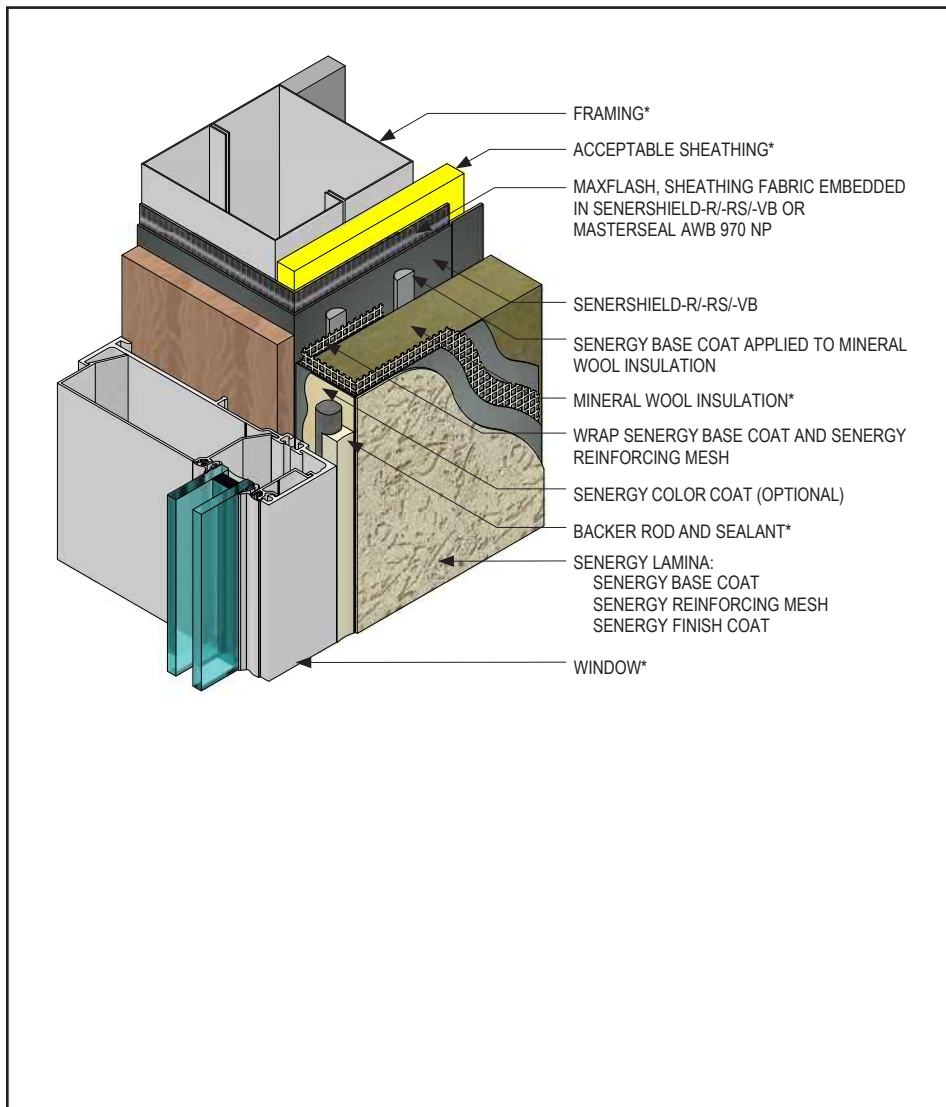 FRAMING*
ACCEPTABLE SHEATHING*
MAXFLASH, SHEATHING FABRIC EMBEDDED
IN SENERSHIELD-R/-RS/-VB OR
MASTERSEAL AWB 970 NP
SENERSHIELD-R/-RS/-VB
SENERGY BASE COAT APPLIED TO MINERAL
WOOL INSULATION
MINERAL WOOL INSULATION*
WRAP SENERGY BASE COAT AND SENERGY
REINFORCING MESH
SENERGY COLOR COAT (OPTIONAL)
BACKER ROD AND SEALANT*
SENERGY LAMINA:
SENERGY BASE COAT
SENERGY REINFORCING MESH
SENERGY FINISH COAT
WINDOW*